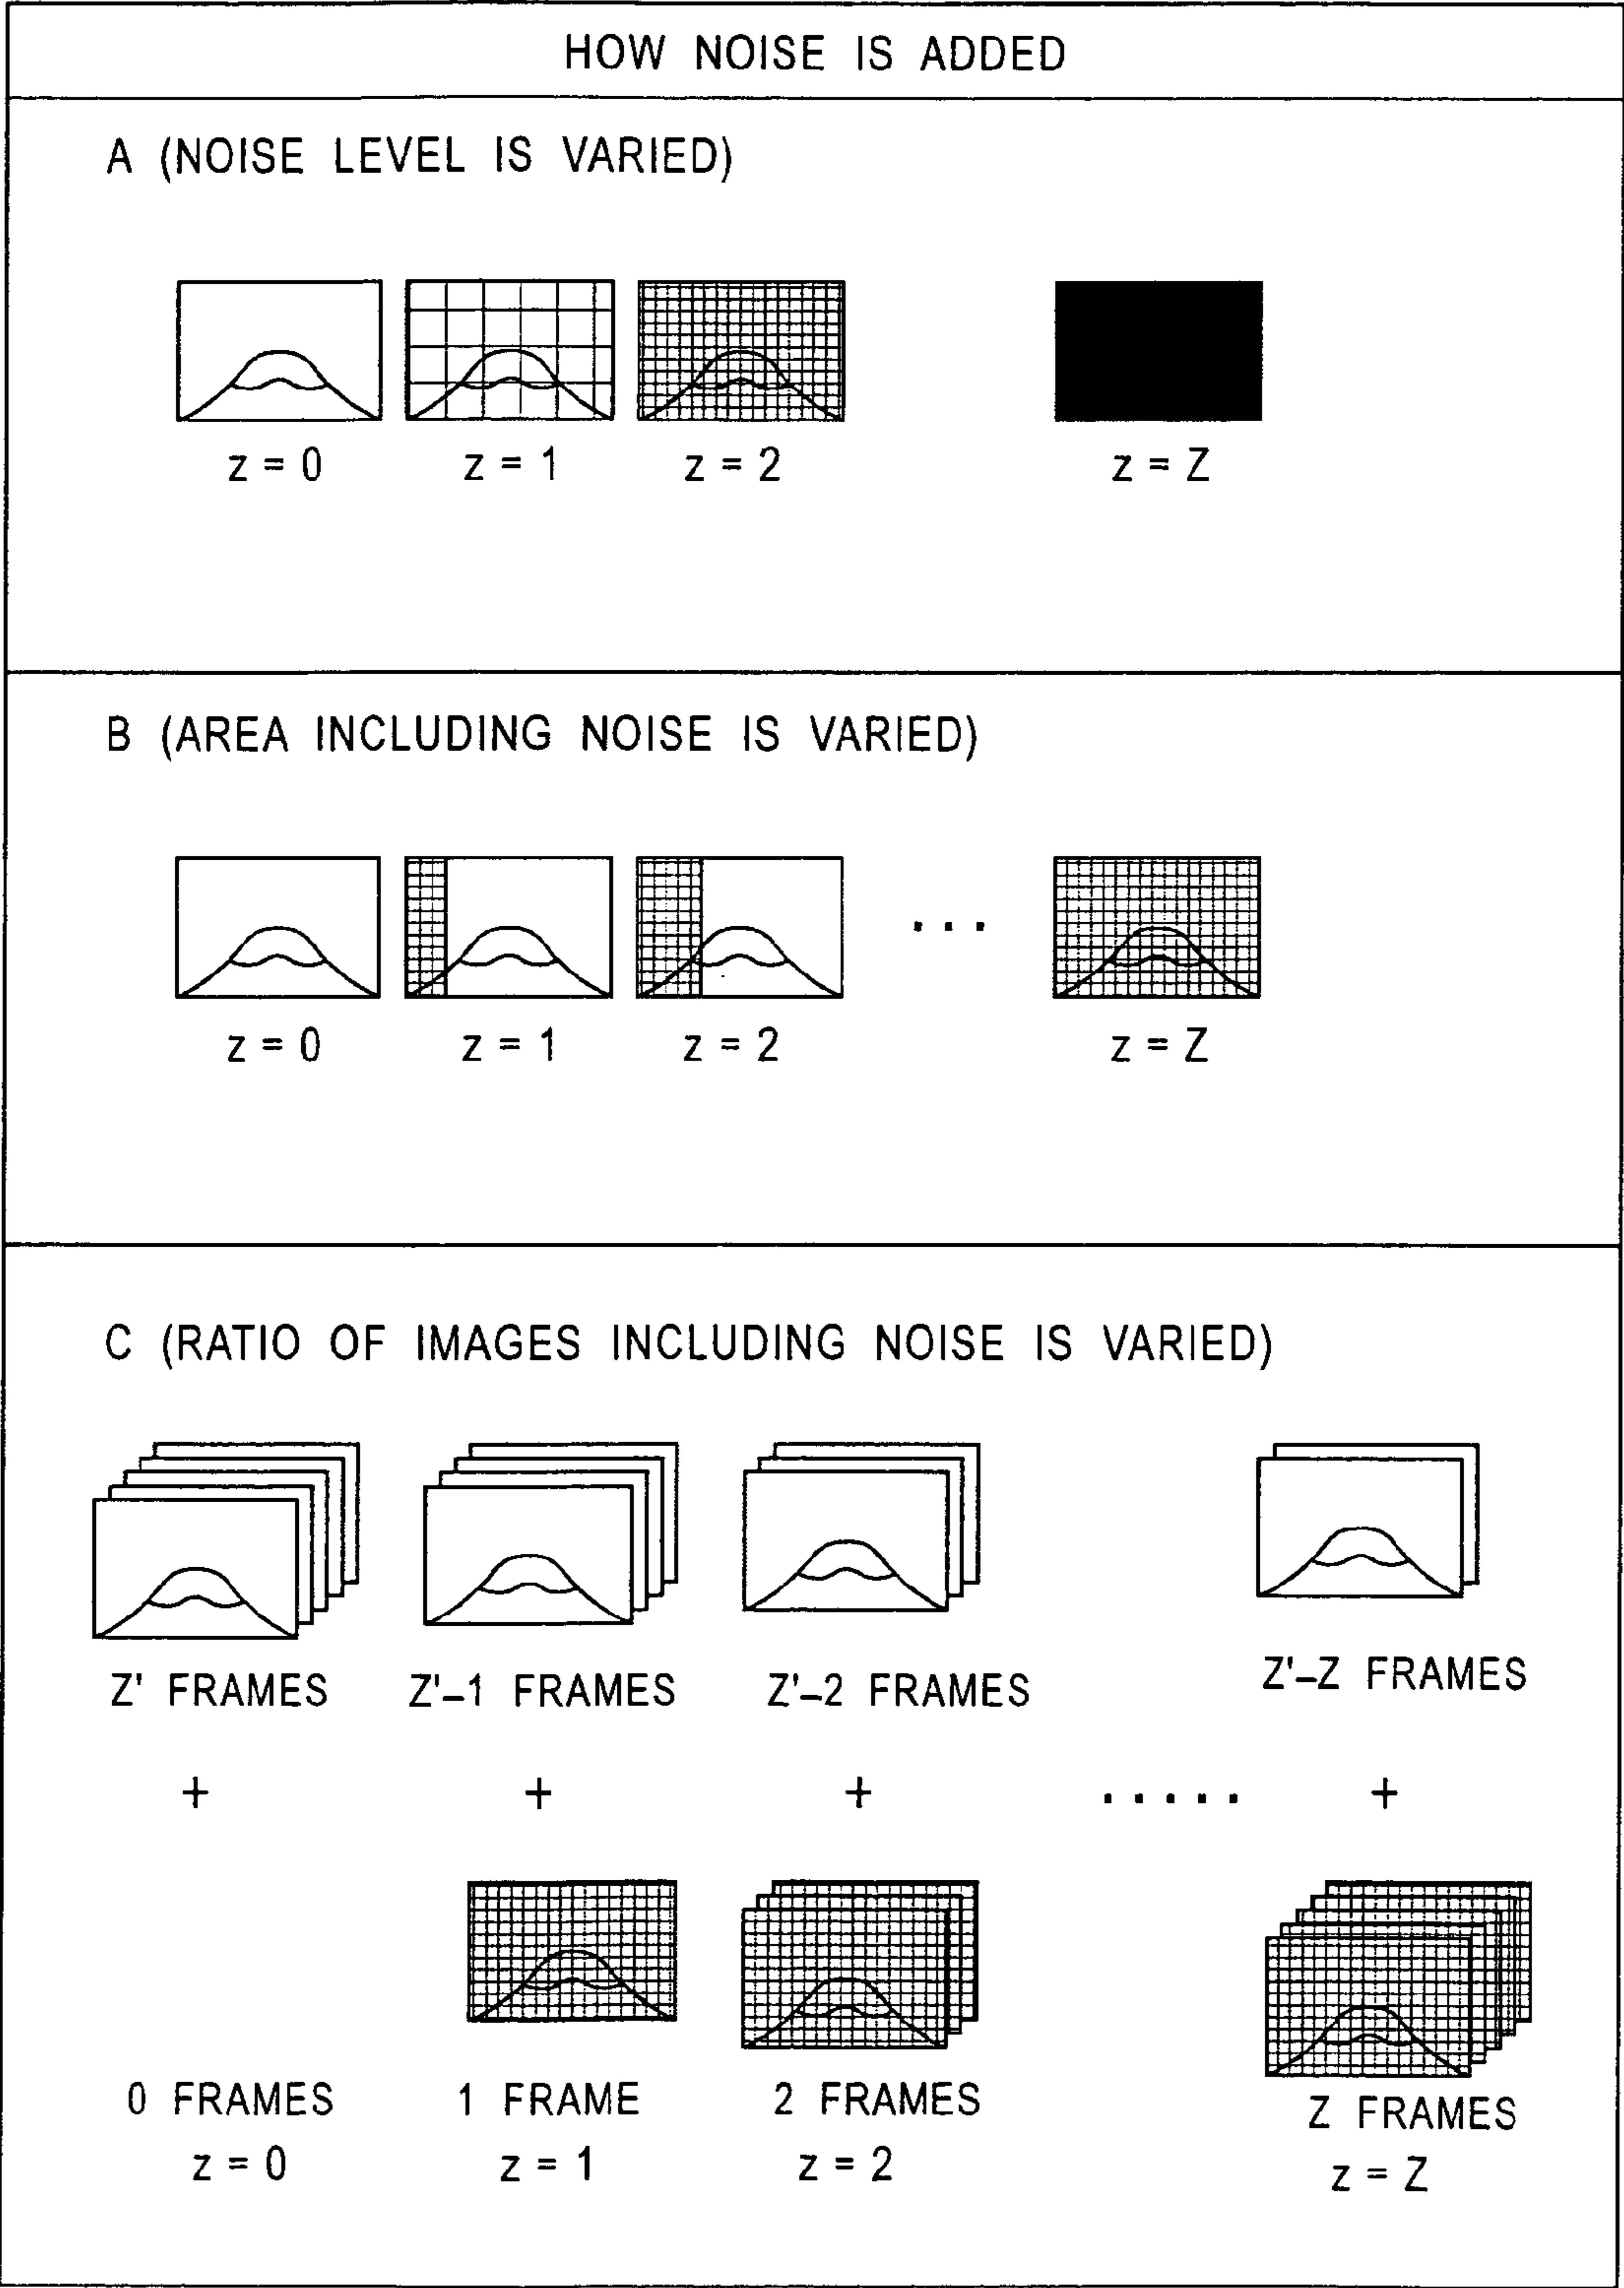 HOW NOISE IS ADDED
A (NOISE LEVEL IS VARIED)
z = 0 z = 1 z = 2 z = Z
B (AREA INCLUDING NOISE IS VARIED)
. . .
z = 0 z = 1 z = 2 z = Z
C (RATIO OF IMAGES INCLUDING NOISE IS VARIED)
Z' FRAMES Z'–1 FRAMES Z'–2 FRAMES Z'–Z FRAMES
+ + + ..... +
0 FRAMES 1 FRAME 2 FRAMES Z FRAMES
z = 0 z = 1 z = 2 z = Z